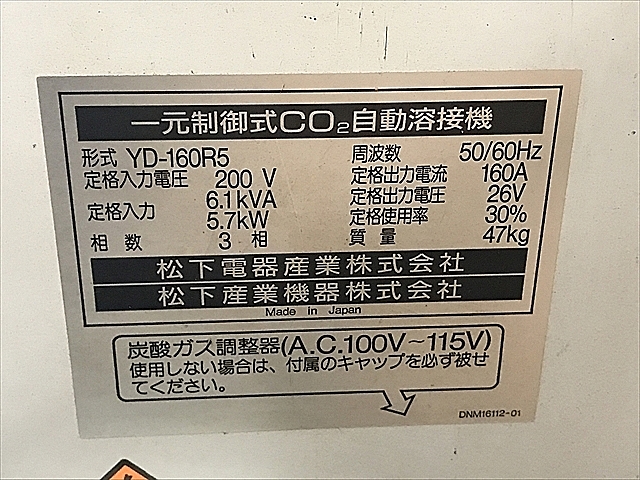 一元制御式CO₂自動溶接機
形式 YD-160R5
定格入力電圧 200 V
定格入力 6.1kVA
5.7kW
相数 3 相
周波数 50/60Hz
定格出力電流 160A
定格出力電圧 26V
定格使用率 30%
質量 47kg
松下電器産業株式会社
松下産業機器株式会社
Made in Japan
炭酸ガス調整器(A.C.100V~115V)
使用しない場合は、付属のキャップを必ず被せ
てください。
DNM16112-01